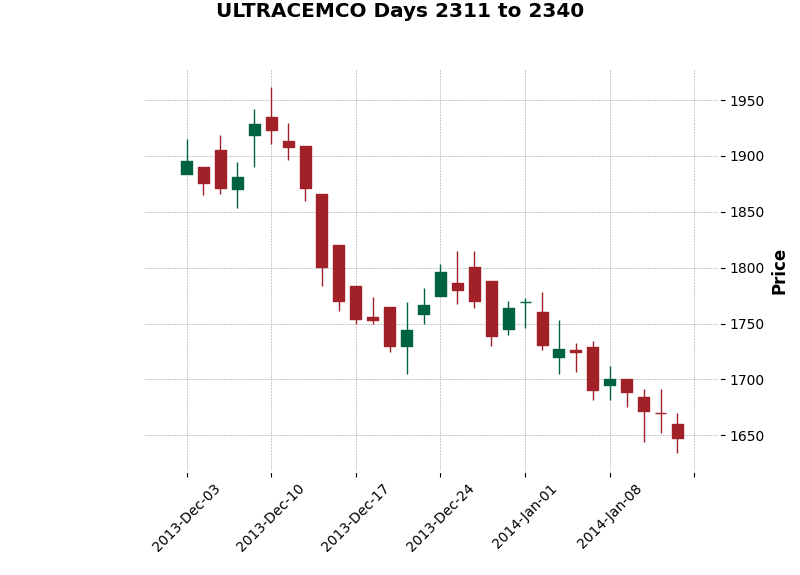 ULTRACEMCO Days 2311 to 2340
1950
1900
1850
1800
1750
1700
1650
Price
2013-Dec-03
2013-Dec-10
2013-Dec-17
2013-Dec-24
2014-Jan-01
2014-Jan-08